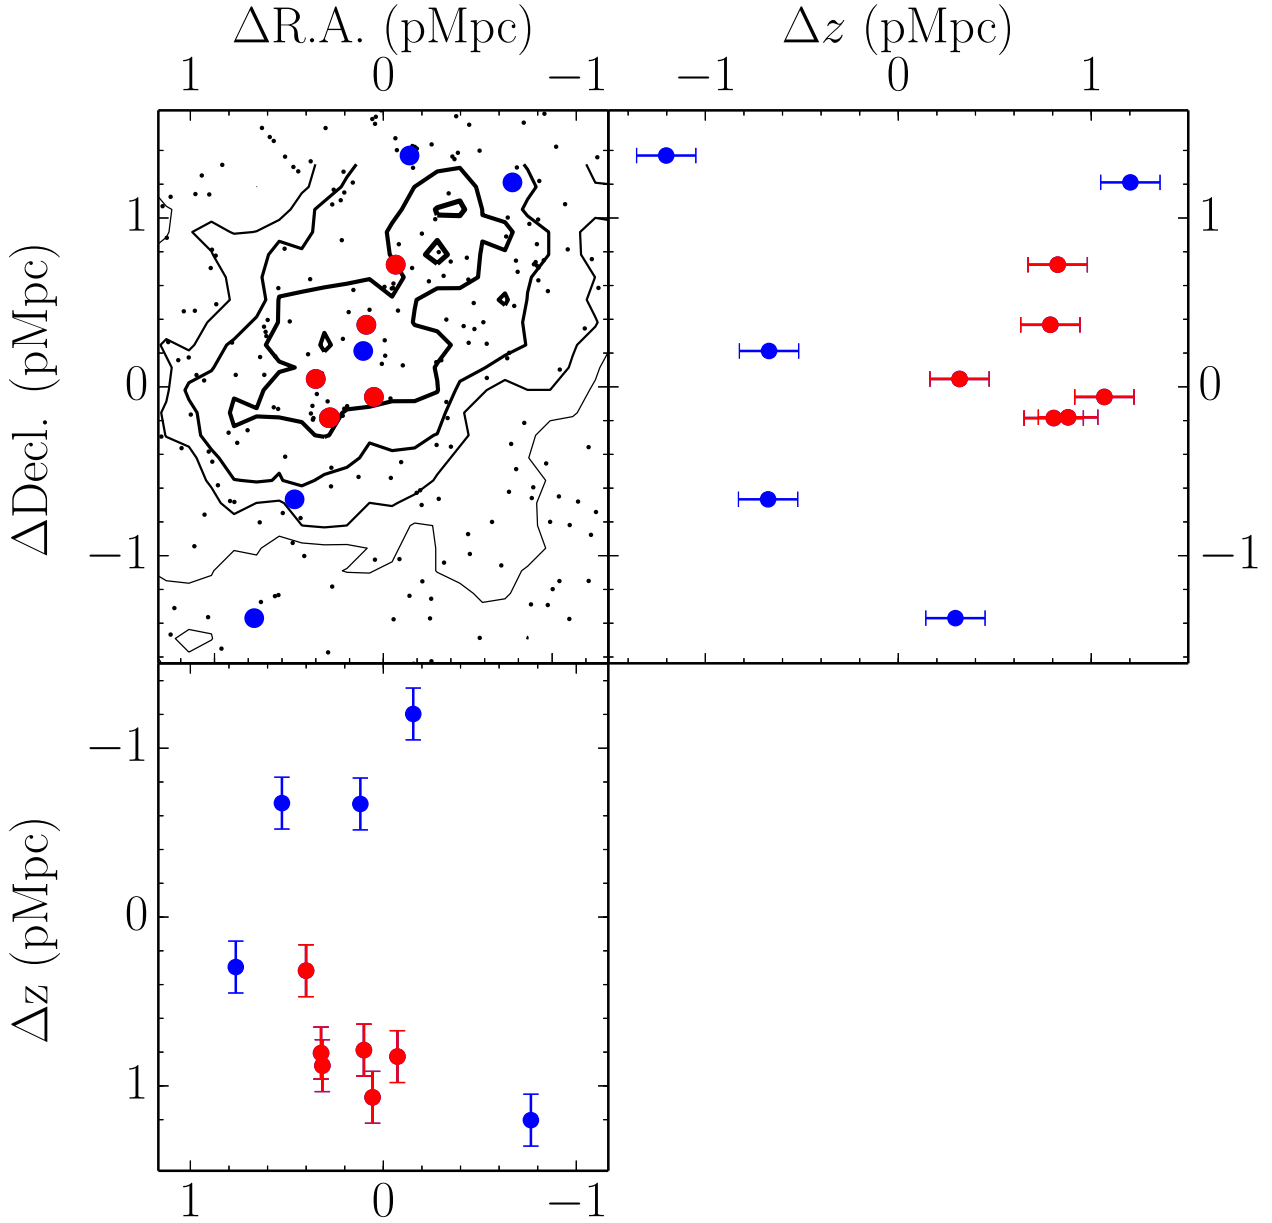 ΔR.A. (pMpc) Δz (pMpc)
1 0 −1 −1 0 1
ΔDecl. (pMpc)
1 1
0 0
−1 −1
Δz (pMpc)
−1
0
1
1 0 −1